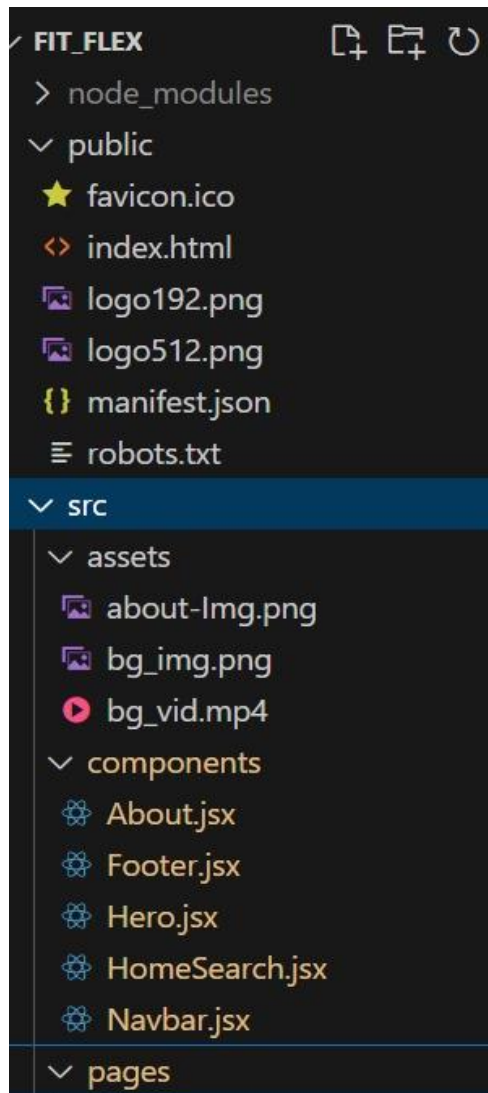 FIT_FLEX
node_modules
public
favicon.ico
index.html
logo192.png
logo512.png
manifest.json
robots.txt
src
assets
about-Img.png
bg_img.png
bg_vid.mp4
components
About.jsx
Footer.jsx
Hero.jsx
HomeSearch.jsx
Navbar.jsx
pages